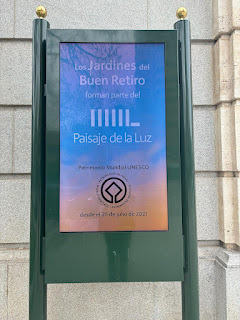 Los Jardines del
Buen Retiro
forman parte del
Paisaje de la Luz
Patrimonio Mundial UNESCO
desde el 25 de julio de 2021